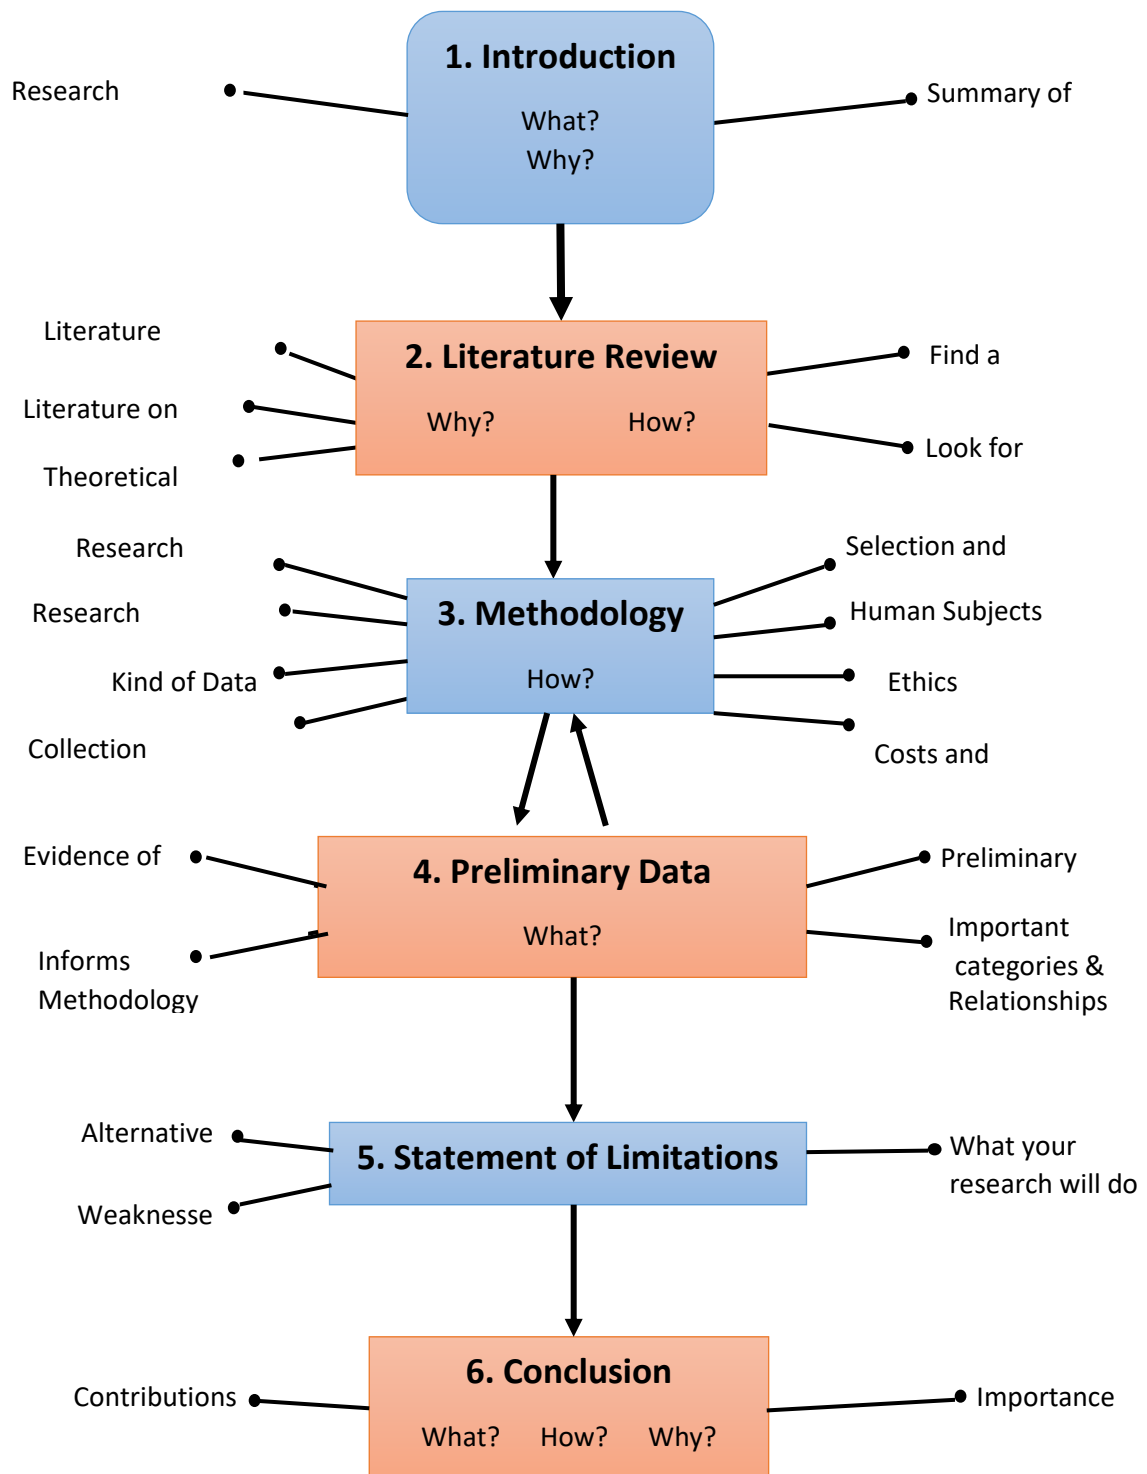 1. Introduction
Research
Summary of
What?
Why?
Literature
2. Literature Review
Find a
Literature on
Why?
How?
Look for
Theoretical
Research
Selection and
3. Methodology
Research
Human Subjects
Kind of Data
How?
Ethics
Collection
Costs and
Evidence of
4. Preliminary Data
Preliminary
What?
Important
categories &
Relationships
Informs
Methodology
Alternative
5. Statement of Limitations
What your
research will do
Weaknesse
6. Conclusion
Contributions
Importance
What? How? Why?